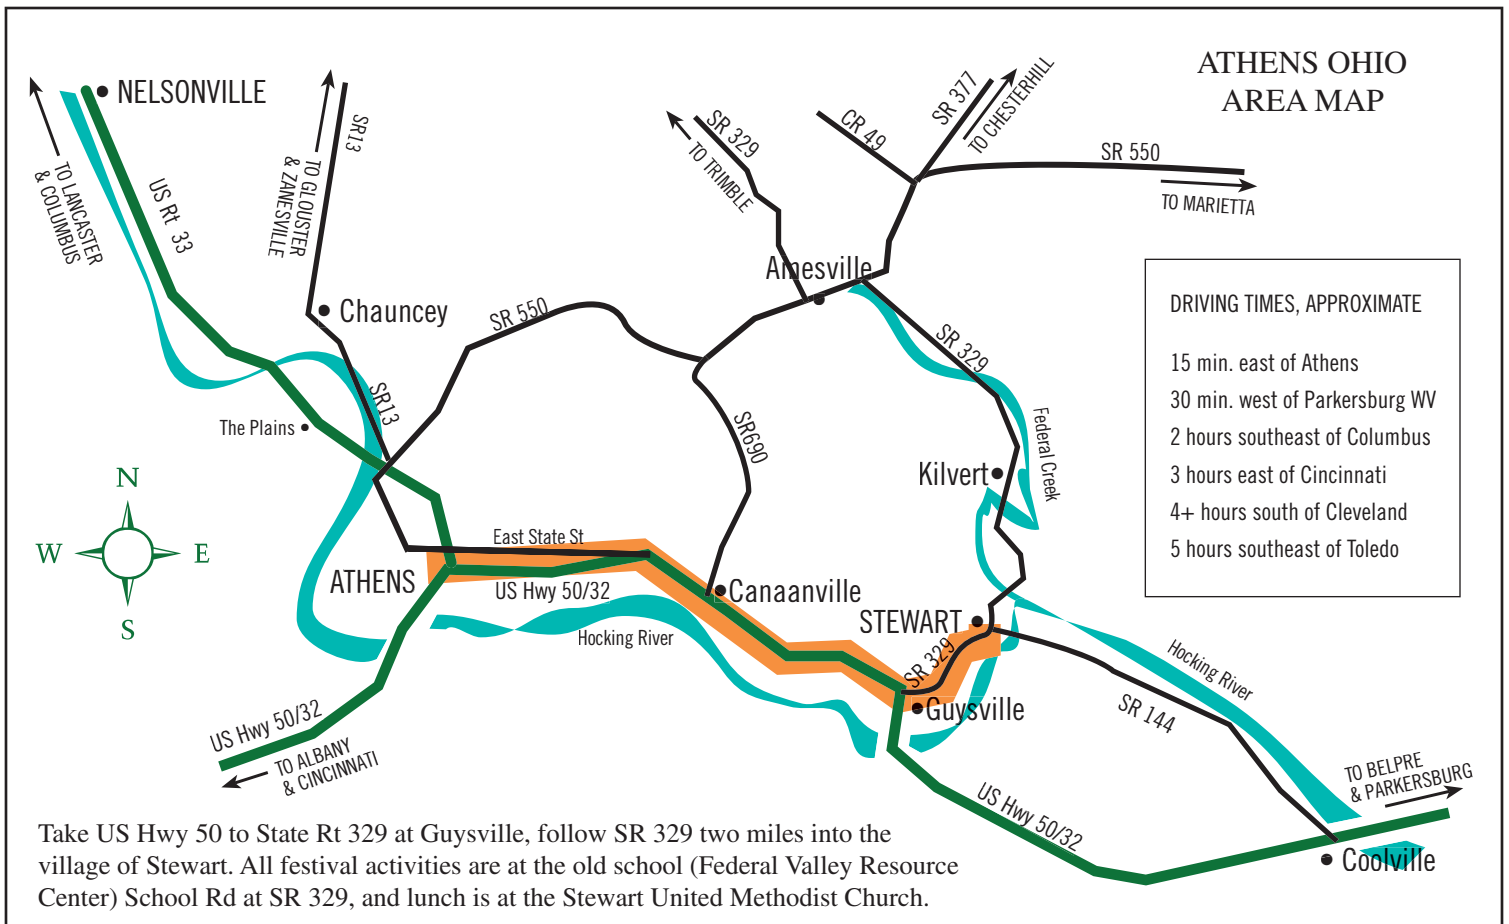 ATHENS OHIO
AREA MAP
NELSONVILLE
TO LANCASTER
& COLUMBUS
US Rt 33
SR13
TO GLOUSTER
& ZANESVILLE
Chauncey
SR13
The Plains
SR 550
SR 329
TO TRIMBLE
CR 49
SR 377
TO CHESTERHILL
SR 550
TO MARIETTA
Amesville
SR 329
SR690
Federal Creek
Kilvert
DRIVING TIMES, APPROXIMATE
15 min. east of Athens
30 min. west of Parkersburg WV
2 hours southeast of Columbus
3 hours east of Cincinnati
4+ hours south of Cleveland
5 hours southeast of Toledo
N
W
E
S
East State St
ATHENS
US Hwy 50/32
Canaanville
STEWART
Hocking River
SR 329
Guysville
Hocking River
SR 144
US Hwy 50/32
TO ALBANY
& CINCINNATI
US Hwy 50/32
TO BELPRE
& PARKERSBURG
Coolville
Take US Hwy 50 to State Rt 329 at Guysville, follow SR 329 two miles into the
village of Stewart. All festival activities are at the old school (Federal Valley Resource
Center) School Rd at SR 329, and lunch is at the Stewart United Methodist Church.